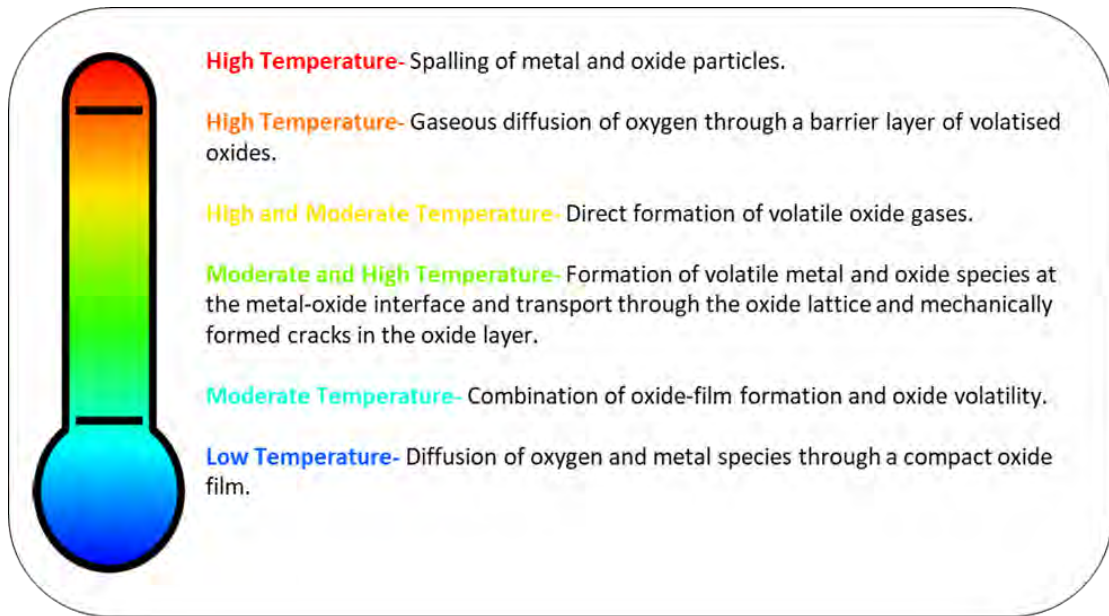 High Temperature- Spalling of metal and oxide particles.
High Temperature- Gaseous diffusion of oxygen through a barrier layer of volatised
oxides.
High and Moderate Temperature- Direct formation of volatile oxide gases.
Moderate and High Temperature- Formation of volatile metal and oxide species at
the metal-oxide interface and transport through the oxide lattice and mechanically
formed cracks in the oxide layer.
Moderate Temperature- Combination of oxide-film formation and oxide volatility.
Low Temperature- Diffusion of oxygen and metal species through a compact oxide
film.